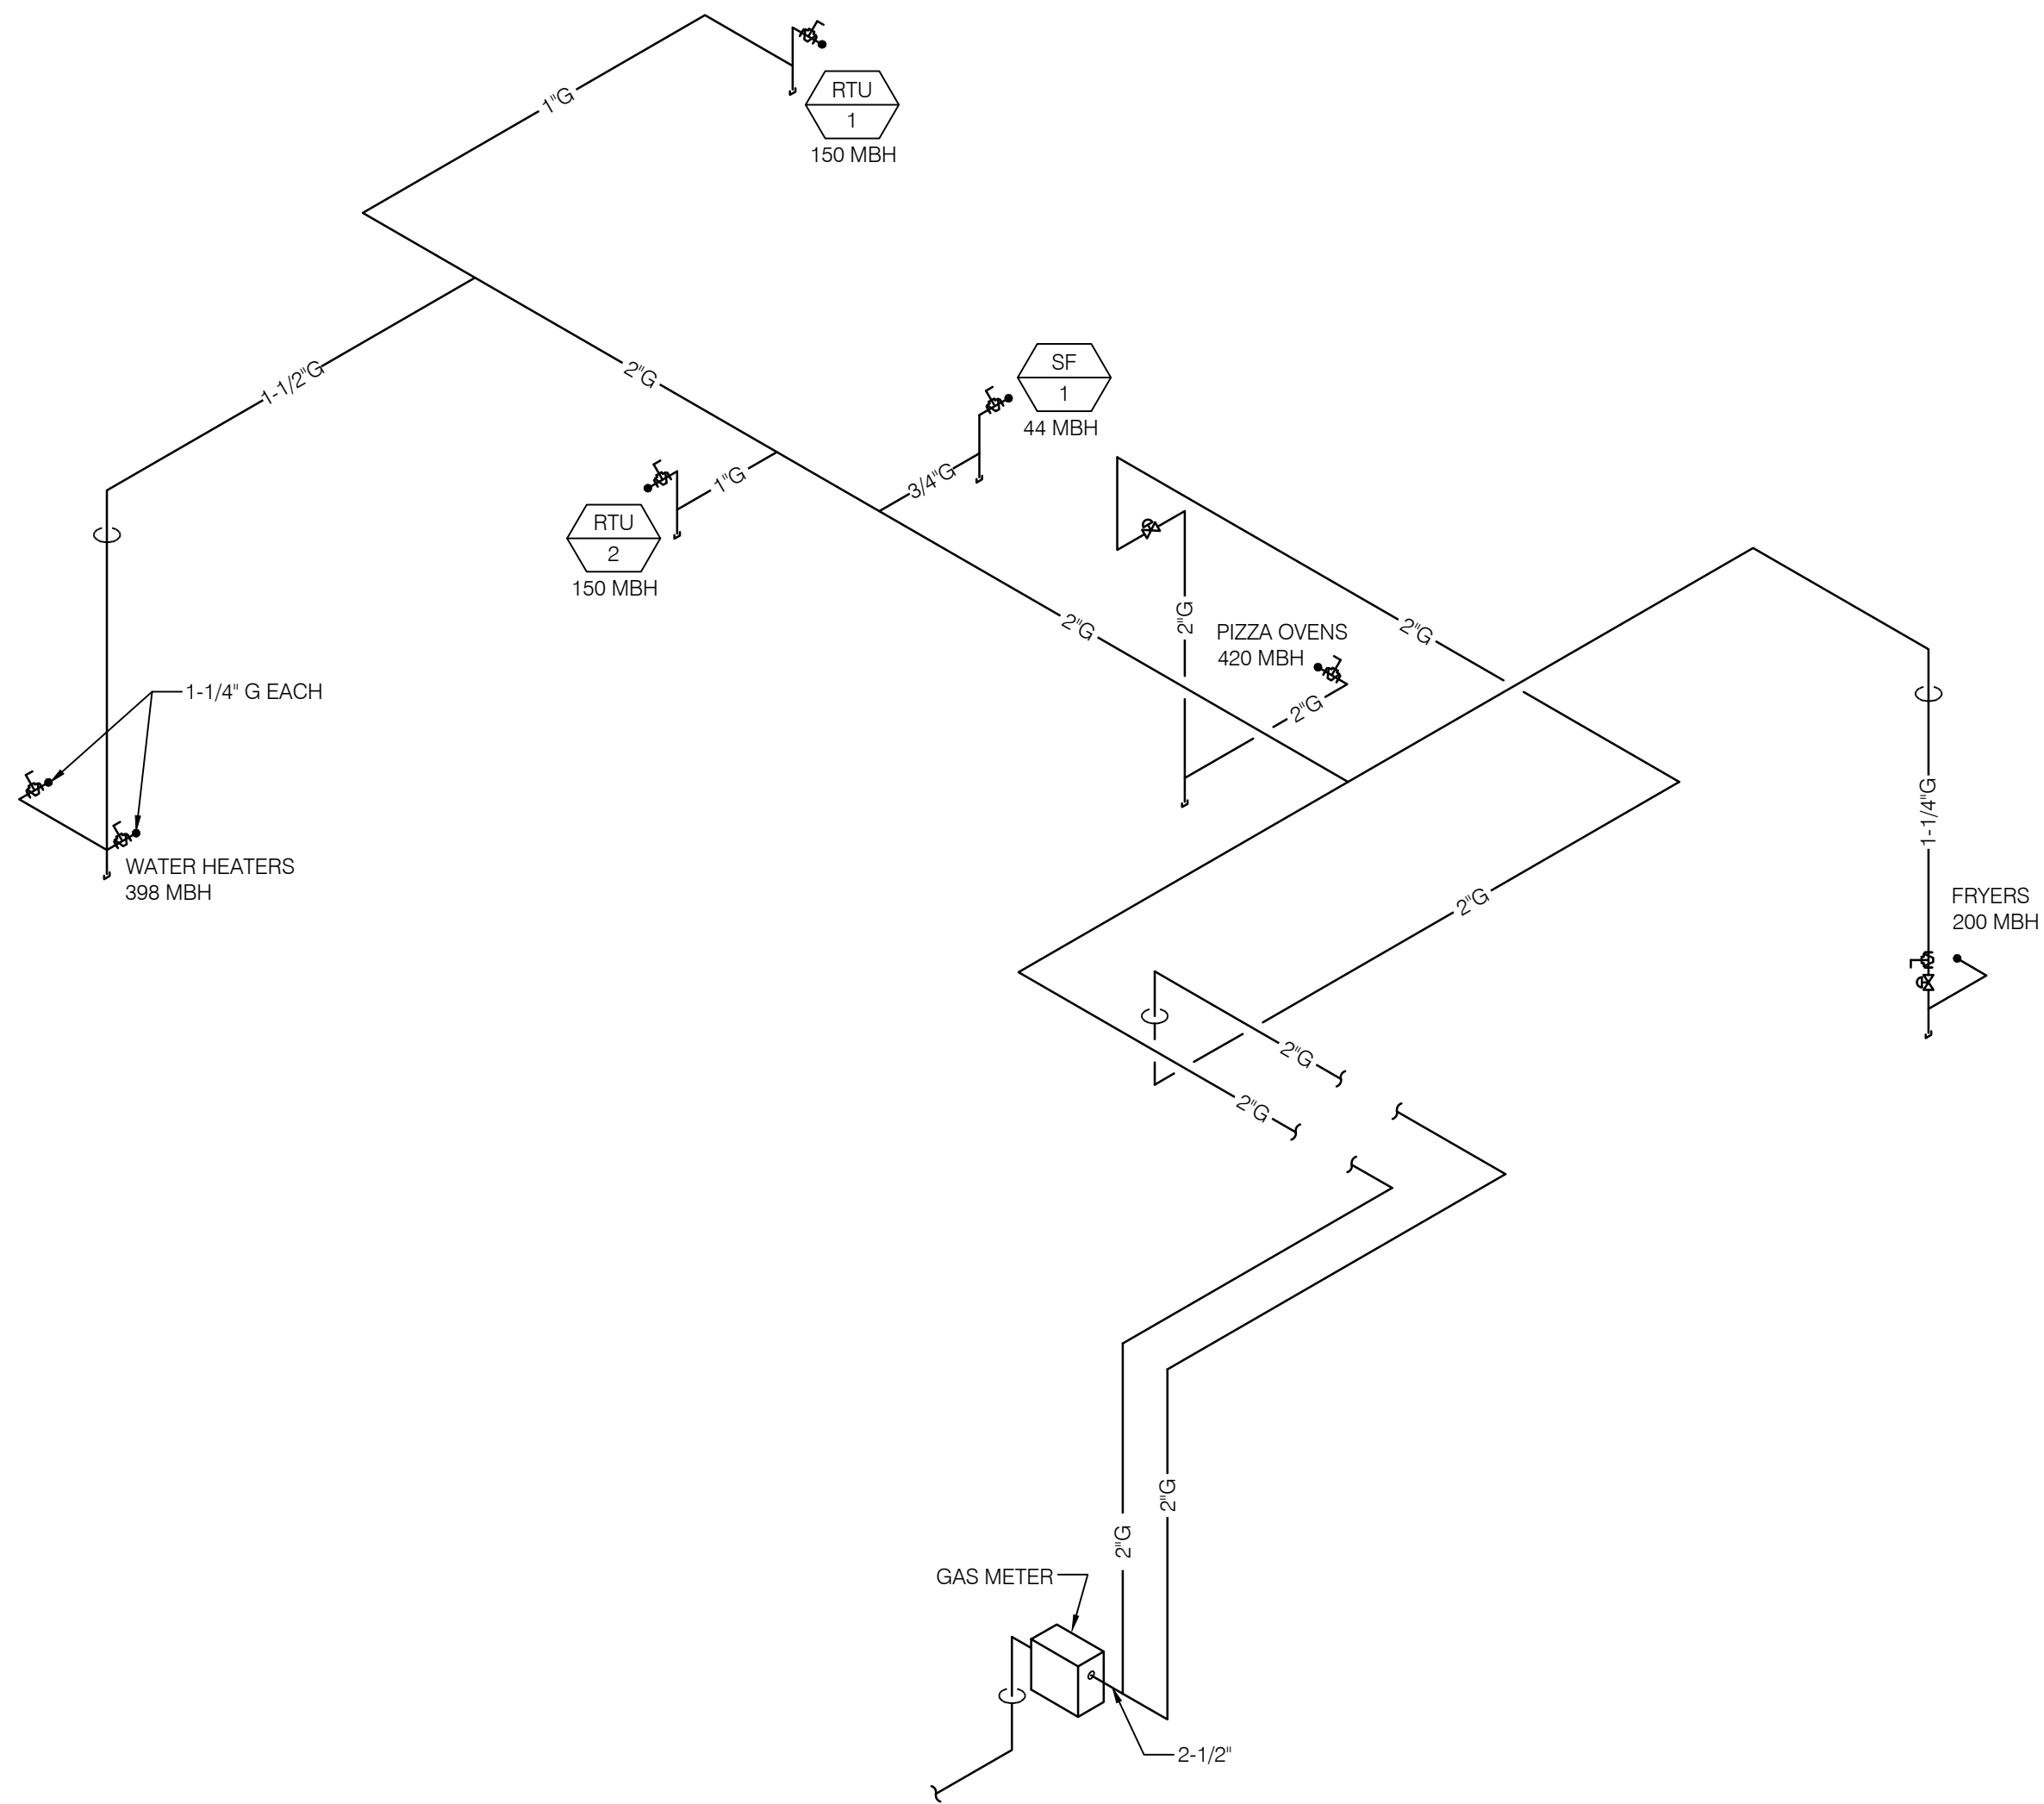 1"G
RTU
1
150 MBH
1-1/2"G
2"G
SF
1
44 MBH
3/4"G
1"G
RTU
2
150 MBH
2"G
2"G
2"G
PIZZA OVENS
420 MBH
2"G
1-1/4" G EACH
WATER HEATERS
398 MBH
1-1/4"G
FRYERS
200 MBH
2"G
2"G
2"G
2"G
2"G
GAS METER
2-1/2"